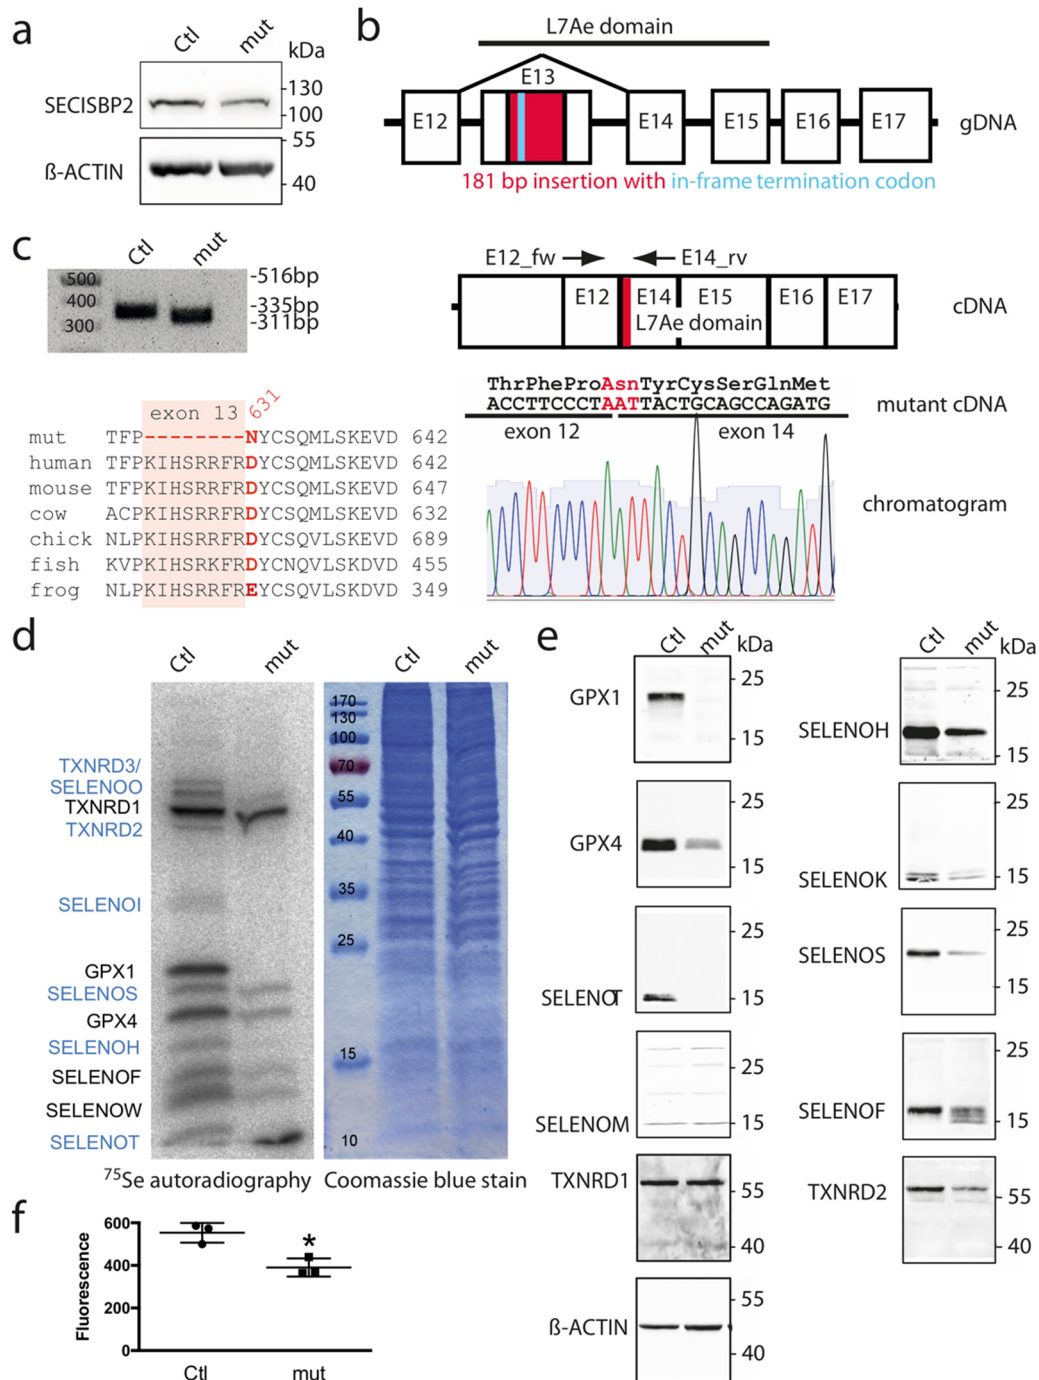 a
Ctl
mut
kDa
SECISBP2
130
100
ß-ACTIN
55
40
b
L7Ae domain
E12
E13
E14
E15
E16
E17
gDNA
181 bp insertion with in-frame termination codon
c
Ctl
mut
500
400
300
-516bp
-335bp
-311bp
E12_fw
E14_rv
E12
E14
E15
E16
E17
L7Ae domain
cDNA
ThrPheProAsnTyrCysSerGlnMet
ACCTTCCCTAATTACTGCAGCCAGATG
mutant cDNA
exon 12
exon 14
chromatogram
exon 13
631
mut TFP--------NYCSQMLSKEVD 642
human TFPKIHSRRFRDYCSQMLSKEVD 642
mouse TFPKIHSRRFRDYCSQMLSKEVD 647
cow ACPKIHSRRFRDYCSQMLSKEVD 632
chick NLPKIHSRRFRDYCSQVLSKEVD 689
fish KVPKIHSRKFRDYCNQVLSKDVD 455
frog NLPKIHSRRFREYCSQVLSKDVD 349
d
Ctl
mut
Ctl
mut
TXNRD3/
SELENOO
TXNRD1
TXNRD2
SELENOI
GPX1
SELENOS
GPX4
SELENOH
SELENOF
SELENOW
SELENOT
170
130
100
70
55
40
35
25
15
10
⁷⁵Se autoradiography
Coomassie blue stain
e
Ctl
mut
kDa
GPX1
25
15
GPX4
25
15
SELENOT
25
15
SELENOM
25
15
TXNRD1
55
40
ß-ACTIN
55
40
Ctl
mut
kDa
SELENOH
25
15
SELENOK
25
15
SELENOS
25
15
SELENOF
25
15
TXNRD2
55
40
f
Fluorescence
600
400
200
0
*
Ctl
mut